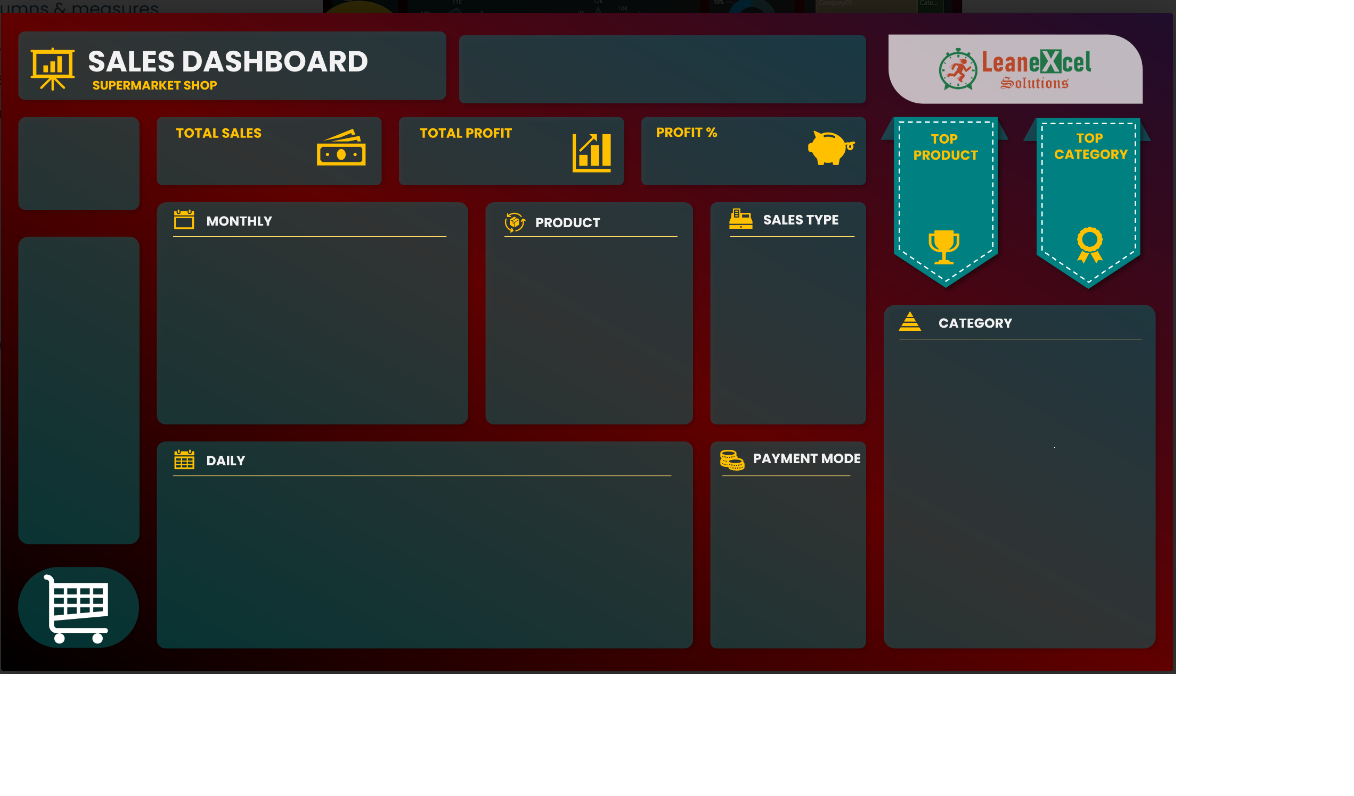 umns & measures
SALES DASHBOARD
SUPERMARKET SHOP
LeaneXcel
Solutions
TOTAL SALES
TOTAL PROFIT
PROFIT %
TOP
PRODUCT
TOP
CATEGORY
MONTHLY
PRODUCT
SALES TYPE
CATEGORY
DAILY
PAYMENT MODE